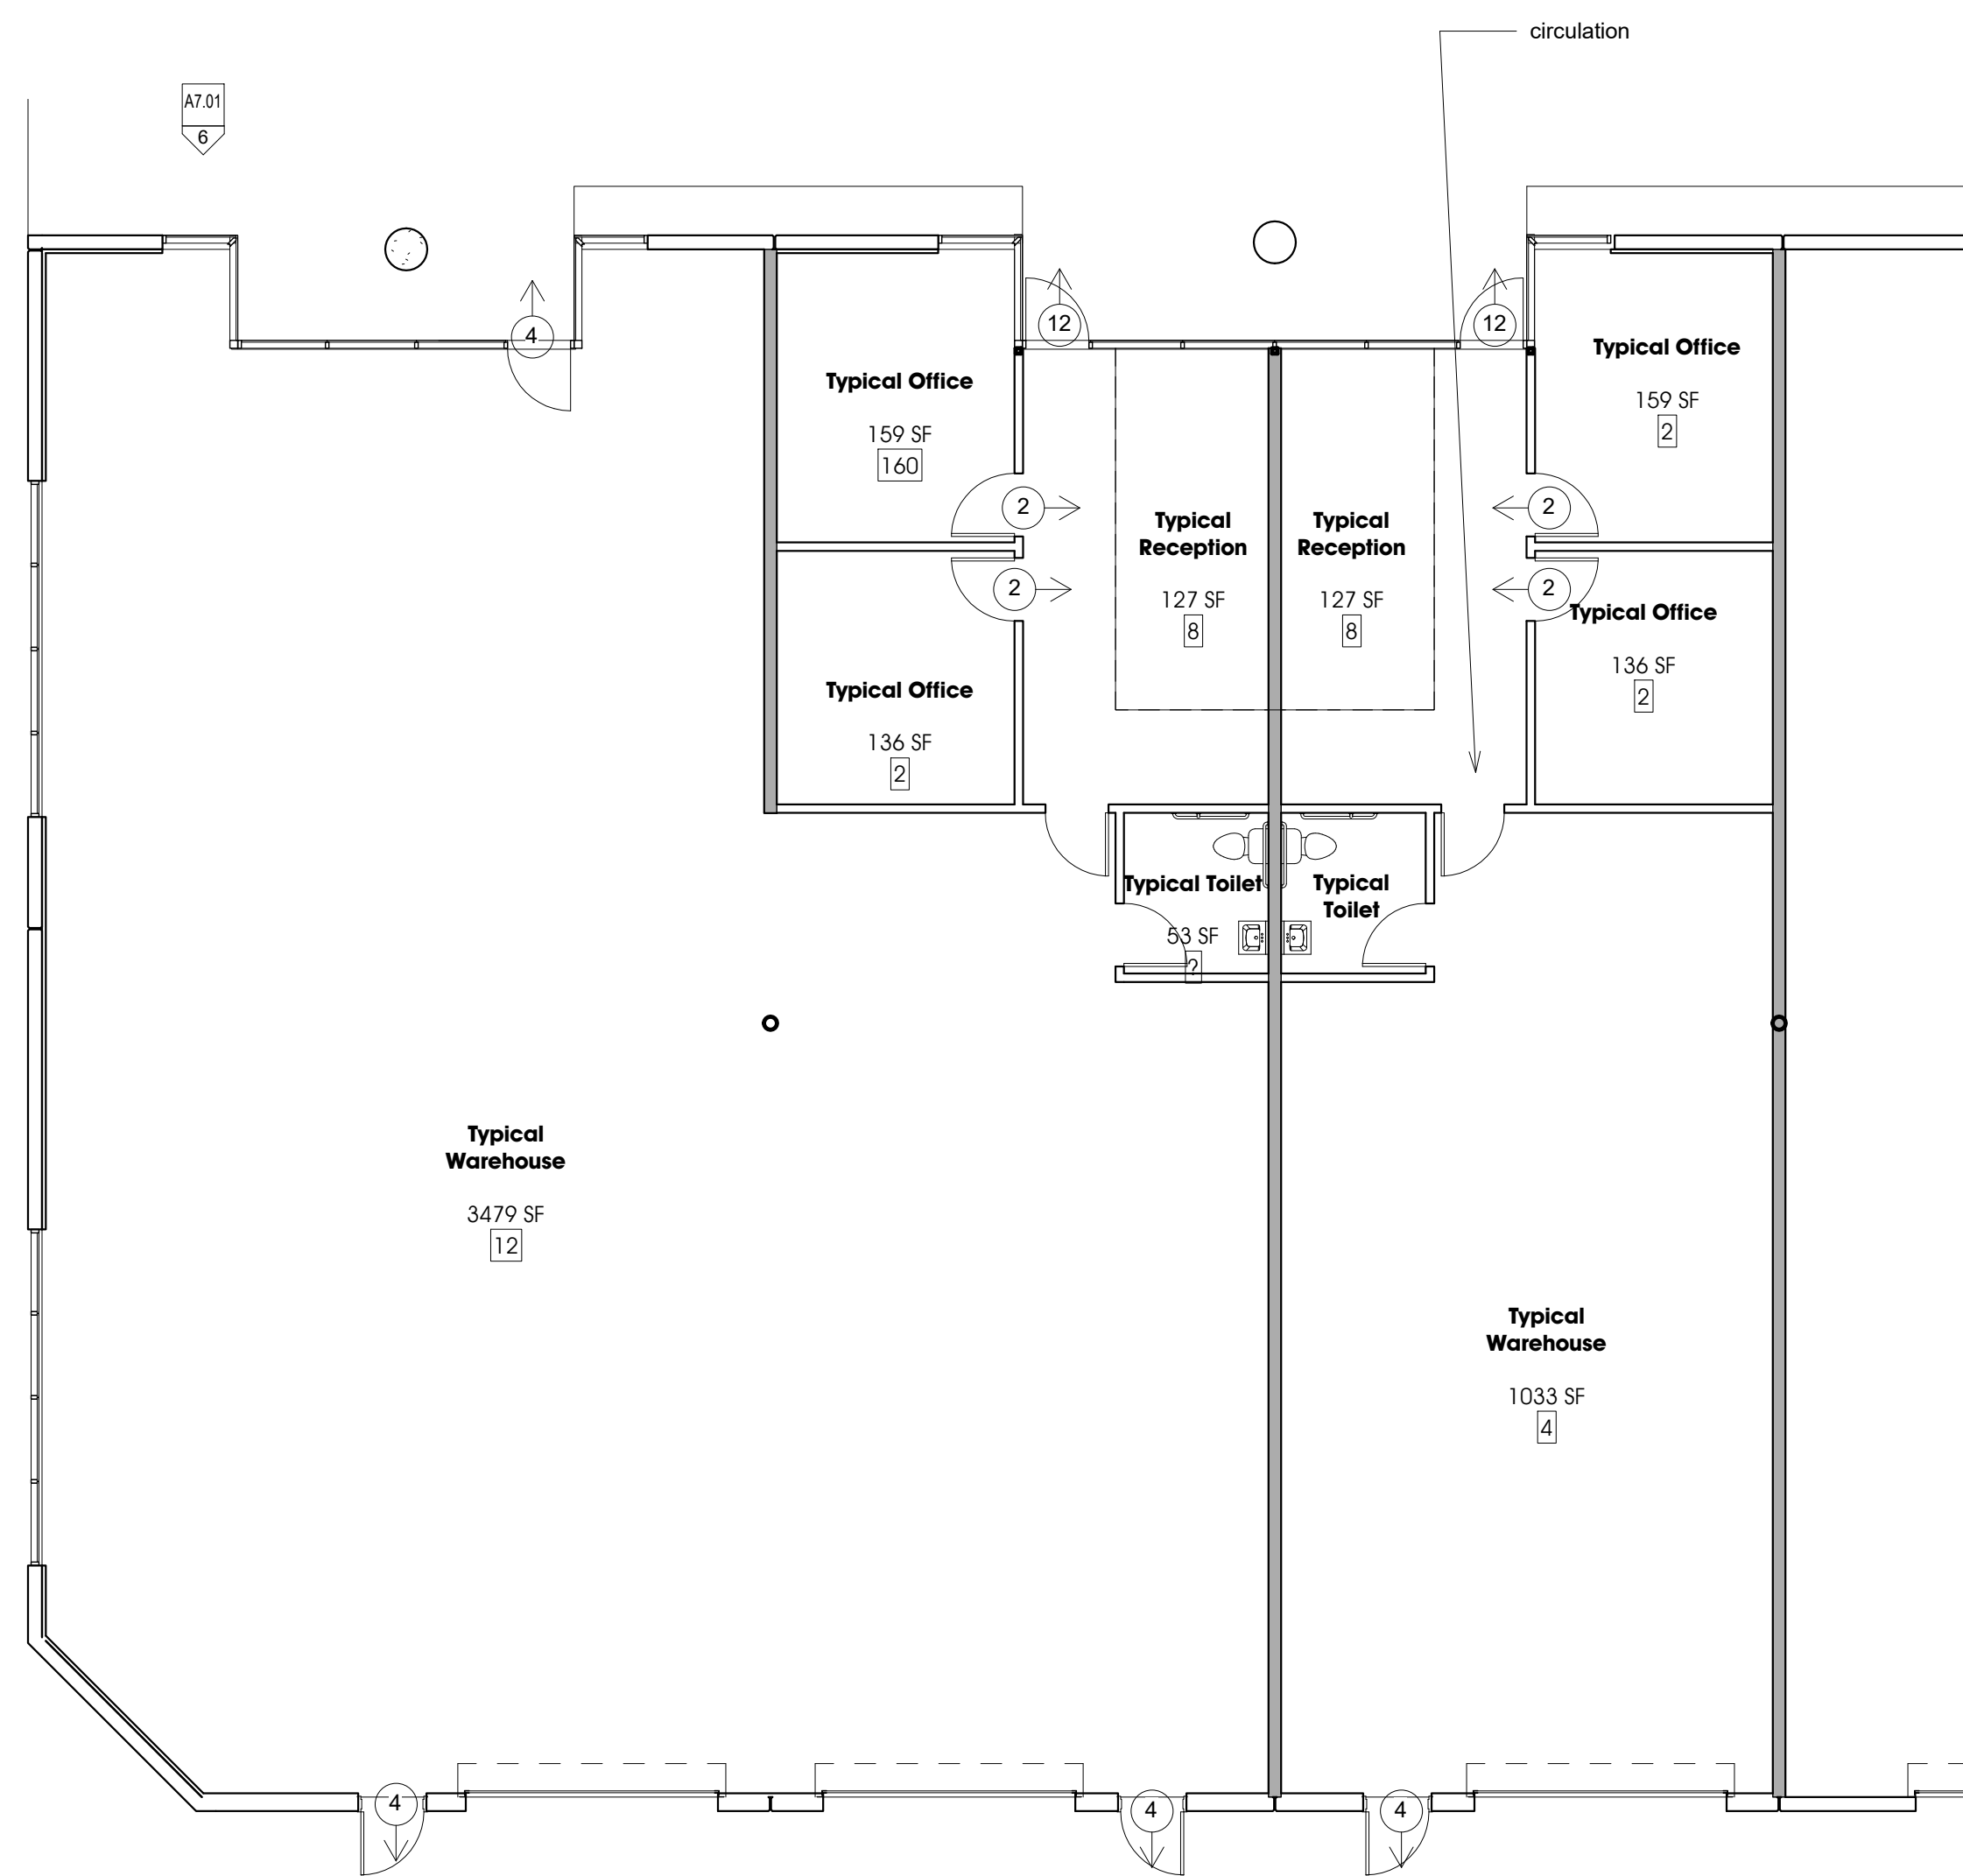 circulation
A7.01
6
4
12
12
Typical Office
159 SF
160
Typical Office
159 SF
2
2
2
2
2
Typical
Reception
127 SF
8
Typical
Reception
127 SF
8
Typical Office
136 SF
2
Typical Office
136 SF
2
Typical Toilet
53 SF
?
Typical
Toilet
Typical
Warehouse
3479 SF
12
Typical
Warehouse
1033 SF
4
4
4
4